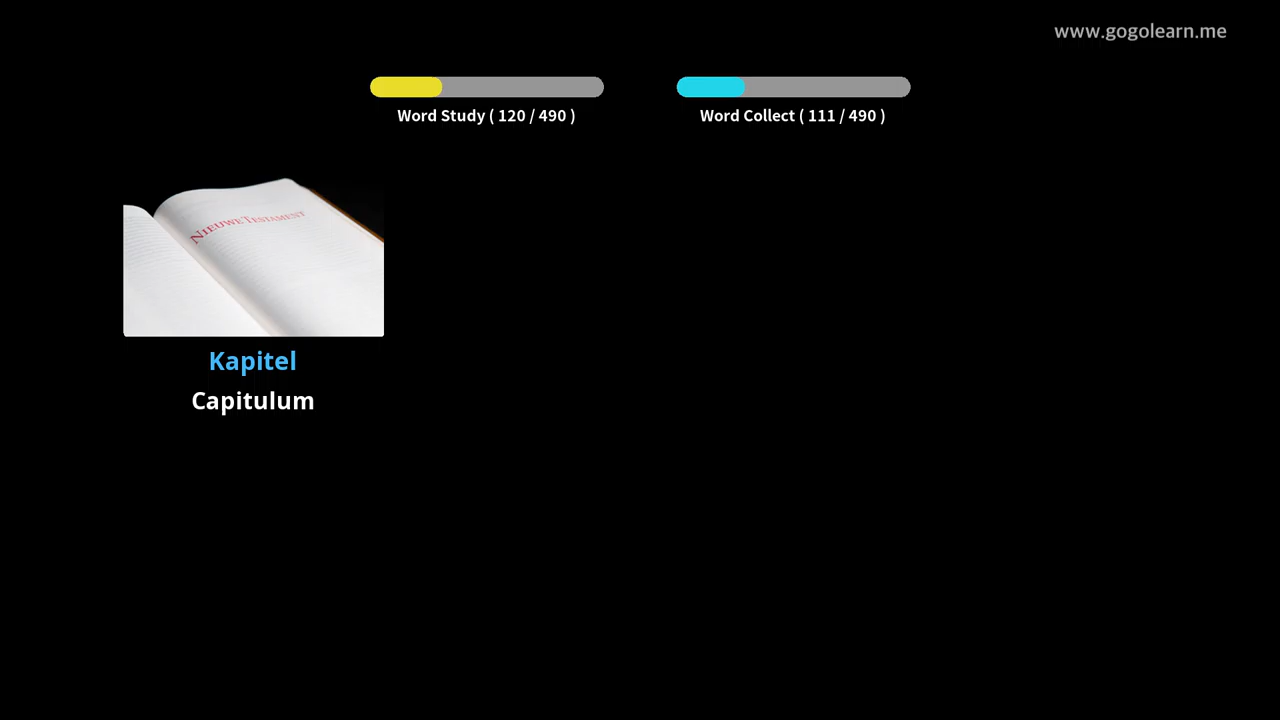 www.gogolearn.me
Word Study ( 120 / 490 )
Word Collect ( 111 / 490 )
NIEUWE TESTAMENT
Kapitel
Capitulum